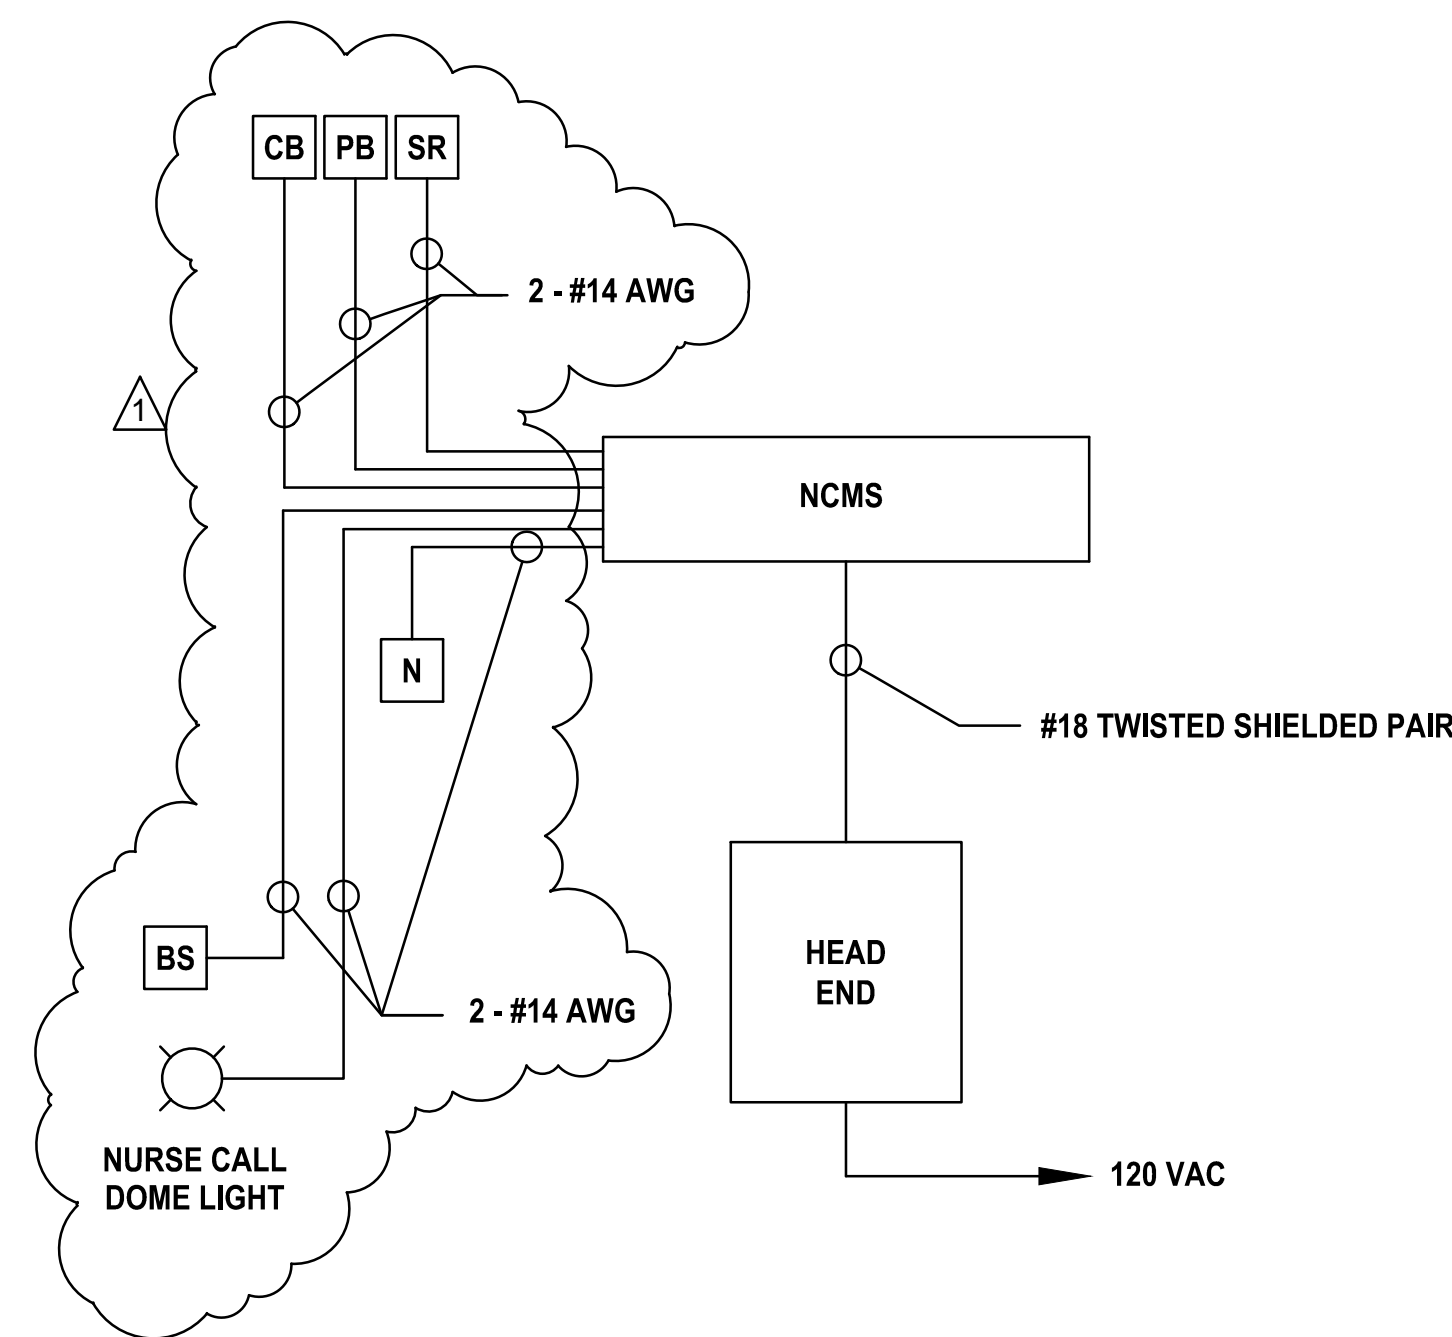 CB PB SR
2 - #14 AWG
1
NCMS
N
#18 TWISTED SHIELDED PAIR
HEAD
END
BS
2 - #14 AWG
NURSE CALL
DOME LIGHT
120 VAC